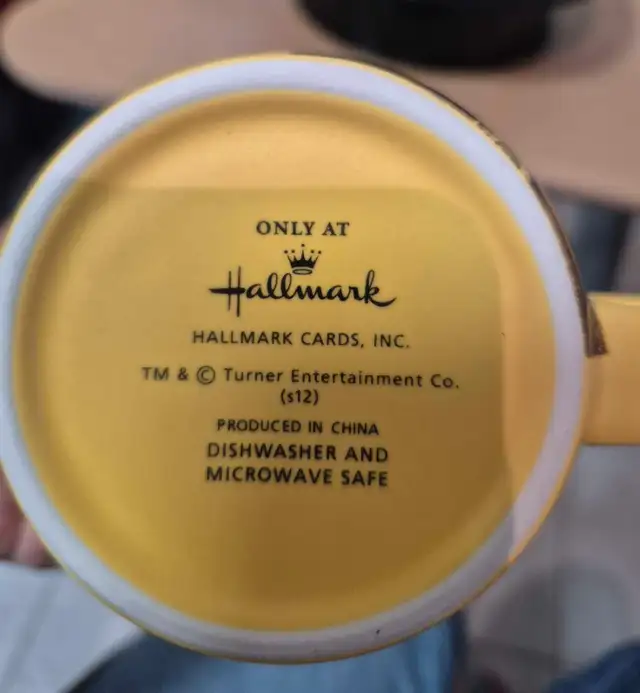 ONLY AT
Hallmark
HALLMARK CARDS, INC.
TM & © Turner Entertainment Co.
(s12)
PRODUCED IN CHINA
DISHWASHER AND
MICROWAVE SAFE